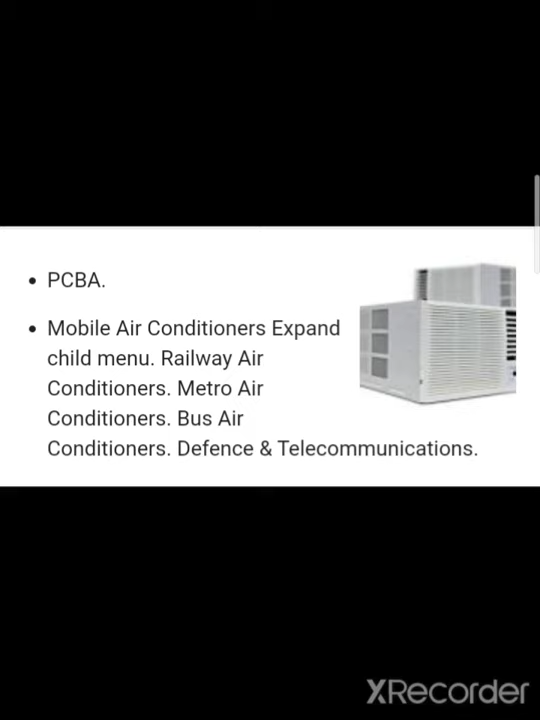 PCBA.
Mobile Air Conditioners Expand
child menu. Railway Air
Conditioners. Metro Air
Conditioners. Bus Air
Conditioners. Defence & Telecommunications.
XRecorder